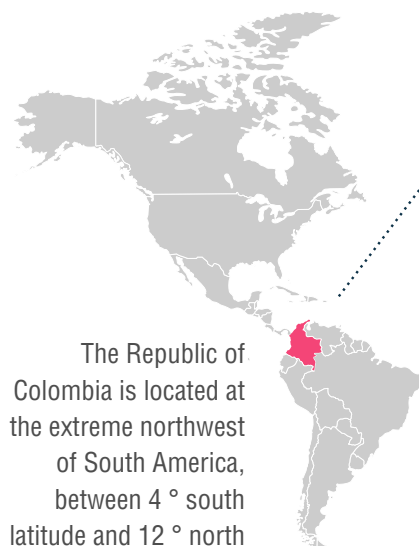 The Republic of
Colombia is located at
the extreme northwest
of South America,
between 4 ° south
latitude and 12 ° north